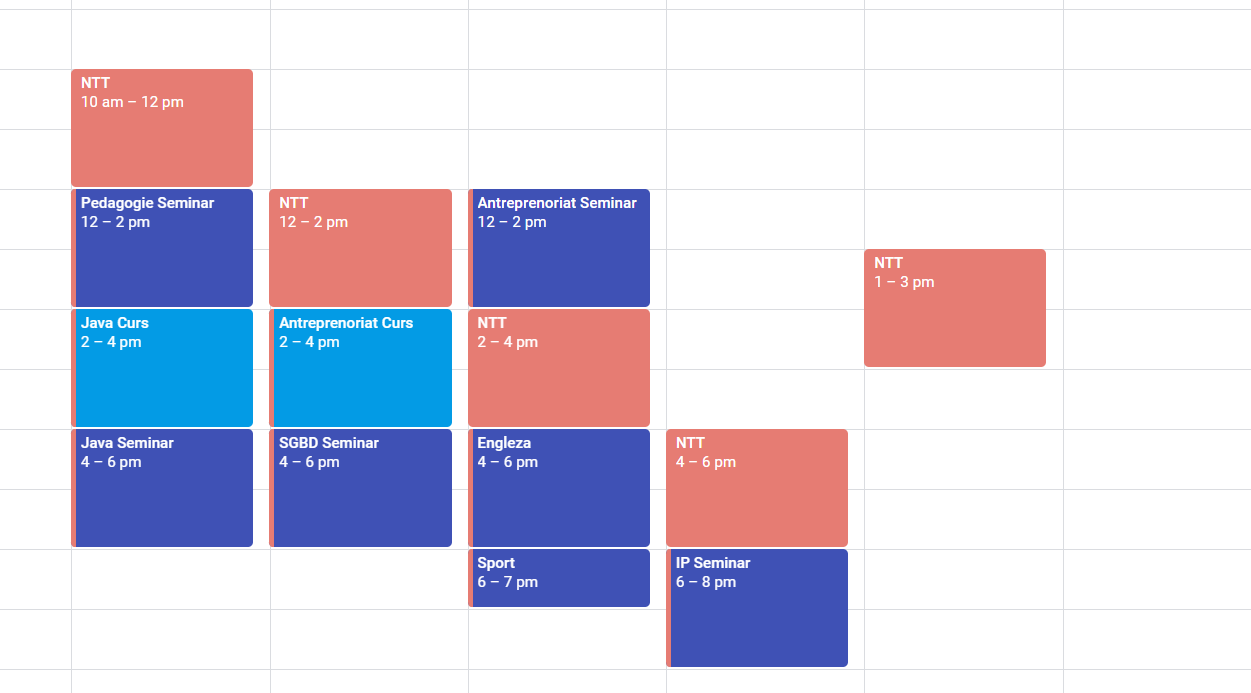 NTT
10 am – 12 pm
Pedagogie Seminar
12 – 2 pm
Java Curs
2 – 4 pm
Java Seminar
4 – 6 pm
NTT
12 – 2 pm
Antreprenoriat Curs
2 – 4 pm
SGBD Seminar
4 – 6 pm
Antreprenoriat Seminar
12 – 2 pm
NTT
2 – 4 pm
Engleza
4 – 6 pm
Sport
6 – 7 pm
NTT
4 – 6 pm
IP Seminar
6 – 8 pm
NTT
1 – 3 pm